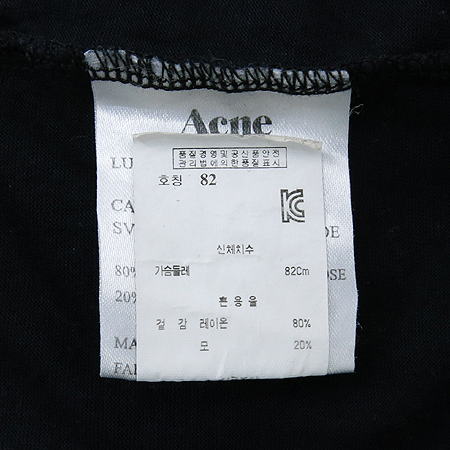 Acne
품질경영및공산품안전
관리법에의한품질표시
호칭 82
LU
CA
SV DE
신체치수
가슴둘레 82Cm
80% OSE
20%
혼용율
겉감 레이온 80%
모 20%
MA
FA